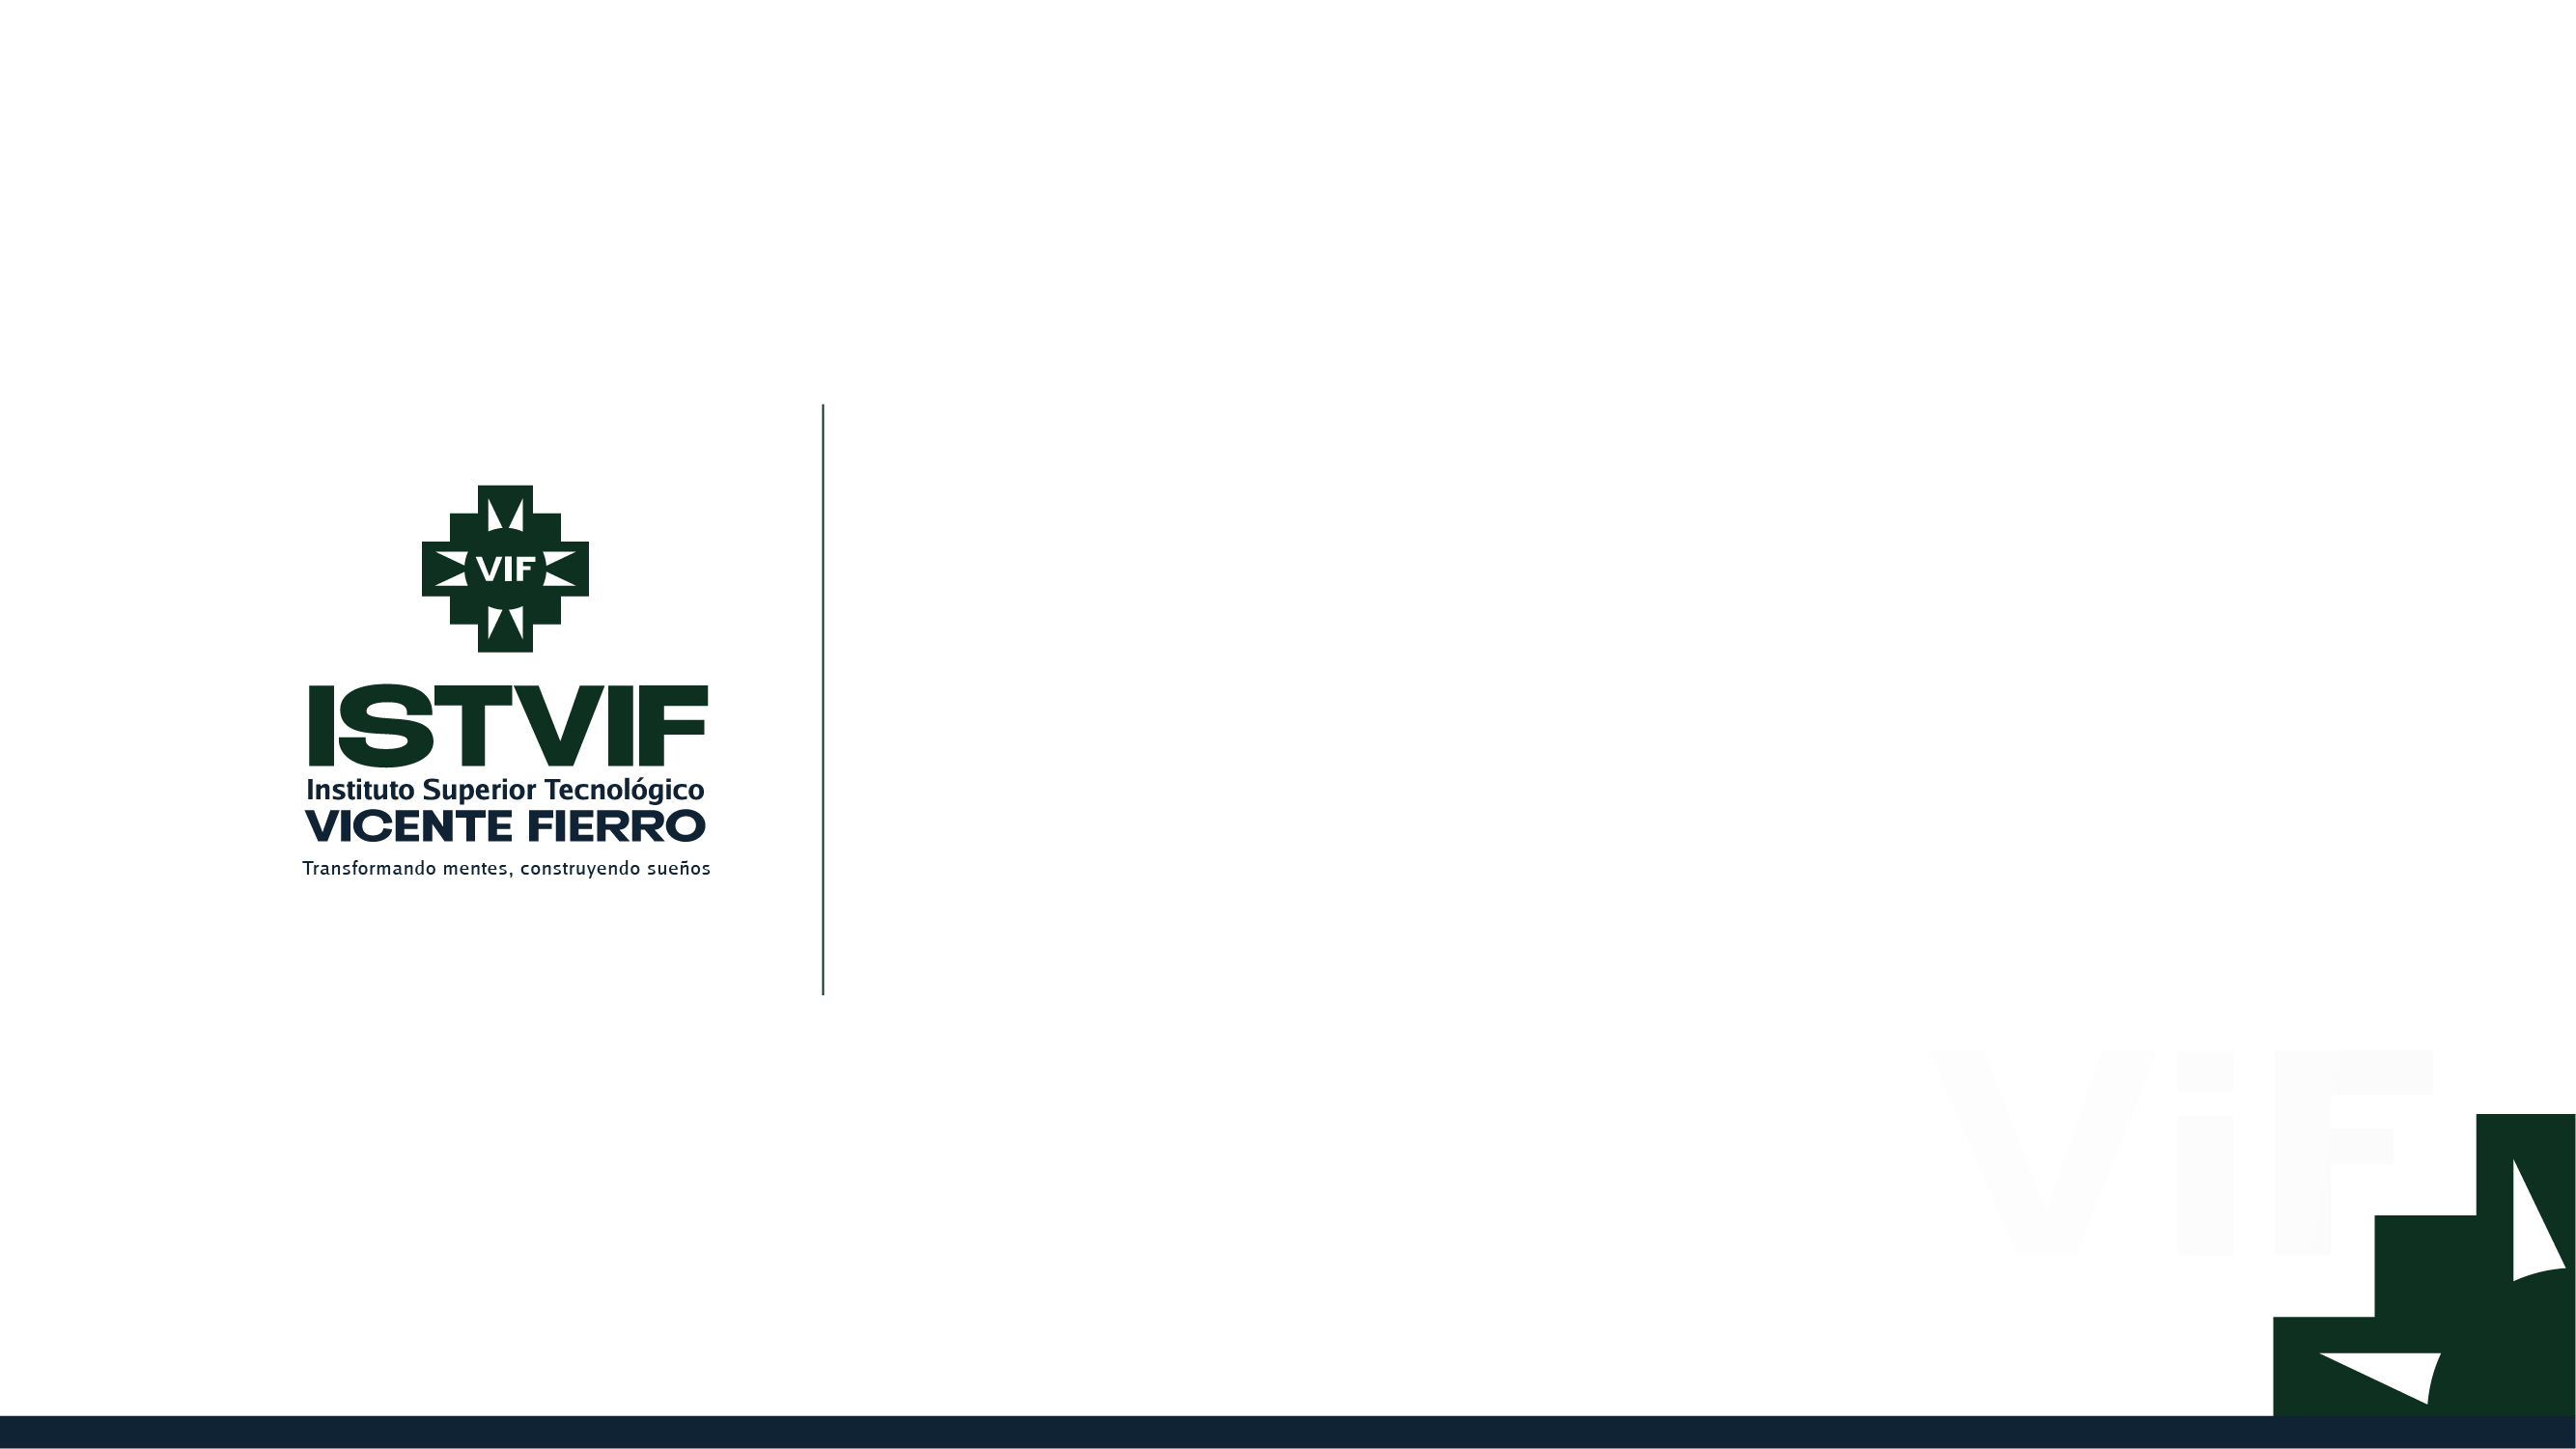 VIF
ISTVIF
Instituto Superior Tecnológico
VICENTE FIERRO
Transformando mentes, construyendo sueños
ViF